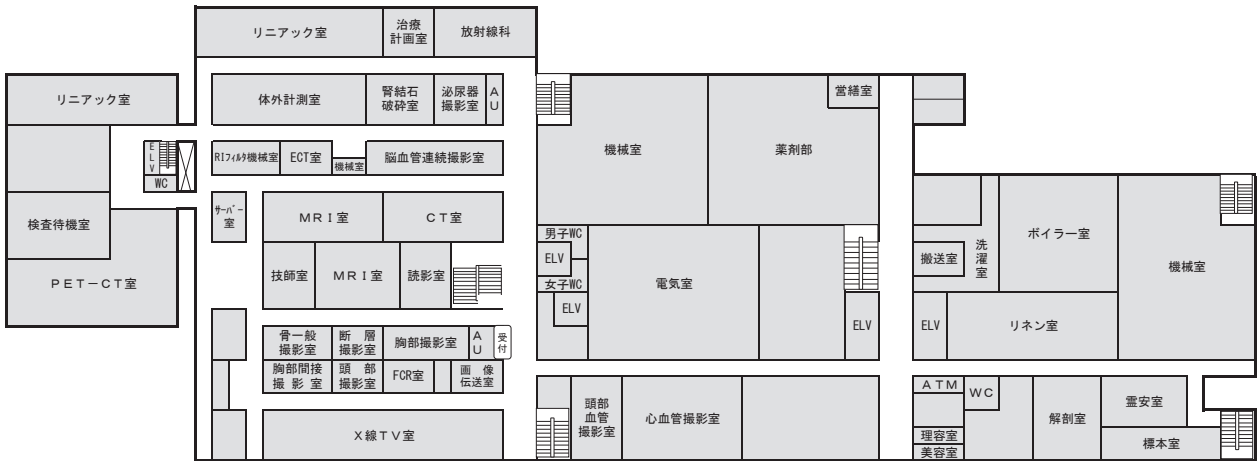 リニアック室
治療
計画室
放射線科
リニアック室
体外計測室
腎結石
破砕室
泌尿器
撮影室
A
U
営繕室
機械室
薬剤部
E
L
V
WC
RIフィルタ機械室
ECT室
機械室
脳血管連続撮影室
検査待機室
サーバー
室
MRI室
CT室
PET－CT室
技師室
MRI室
読影室
男子WC
ELV
女子WC
ELV
電気室
ELV
搬送室
洗
濯
室
ボイラー室
機械室
ELV
リネン室
骨一般
撮影室
断層
撮影室
胸部撮影室
A
U
受
付
胸部間接
撮影室
頭部
撮影室
FCR室
画像
伝送室
X線TV室
頭部
血管
撮影室
心血管撮影室
ATM
WC
理容室
美容室
解剖室
霊安室
標本室